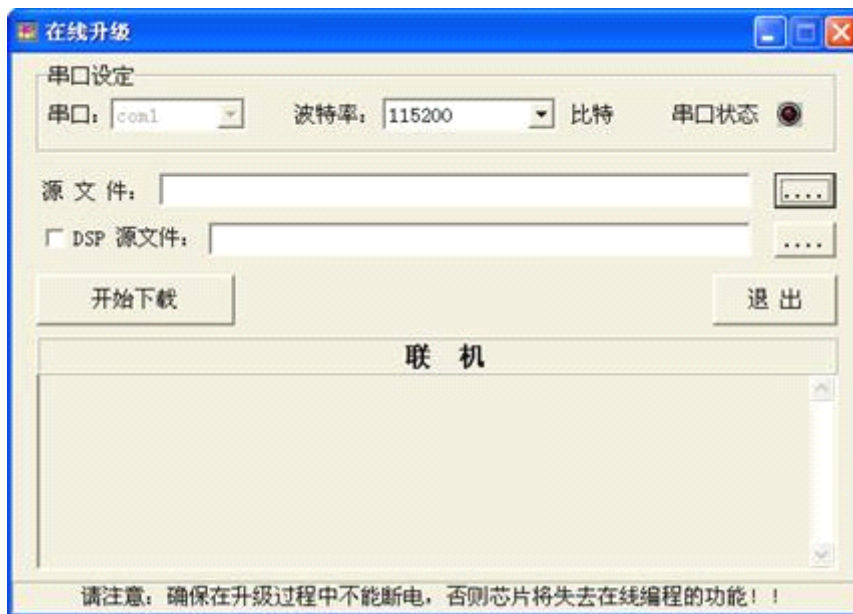 在线升级
串口设定
串口： com1 波特率： 115200 比特 串口状态
源 文 件： ....
DSP 源文件： ....
开始下载 退 出
联 机
请注意：确保在升级过程中不能断电，否则芯片将失去在线编程的功能！！